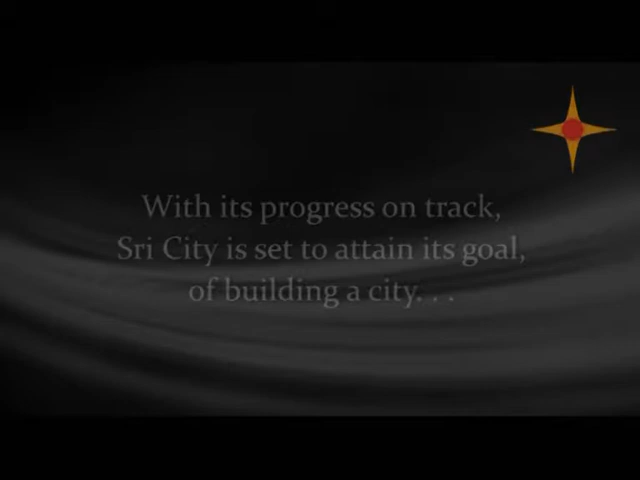 With its progress on track,
Sri City is set to attain its goal,
of building a city. . .